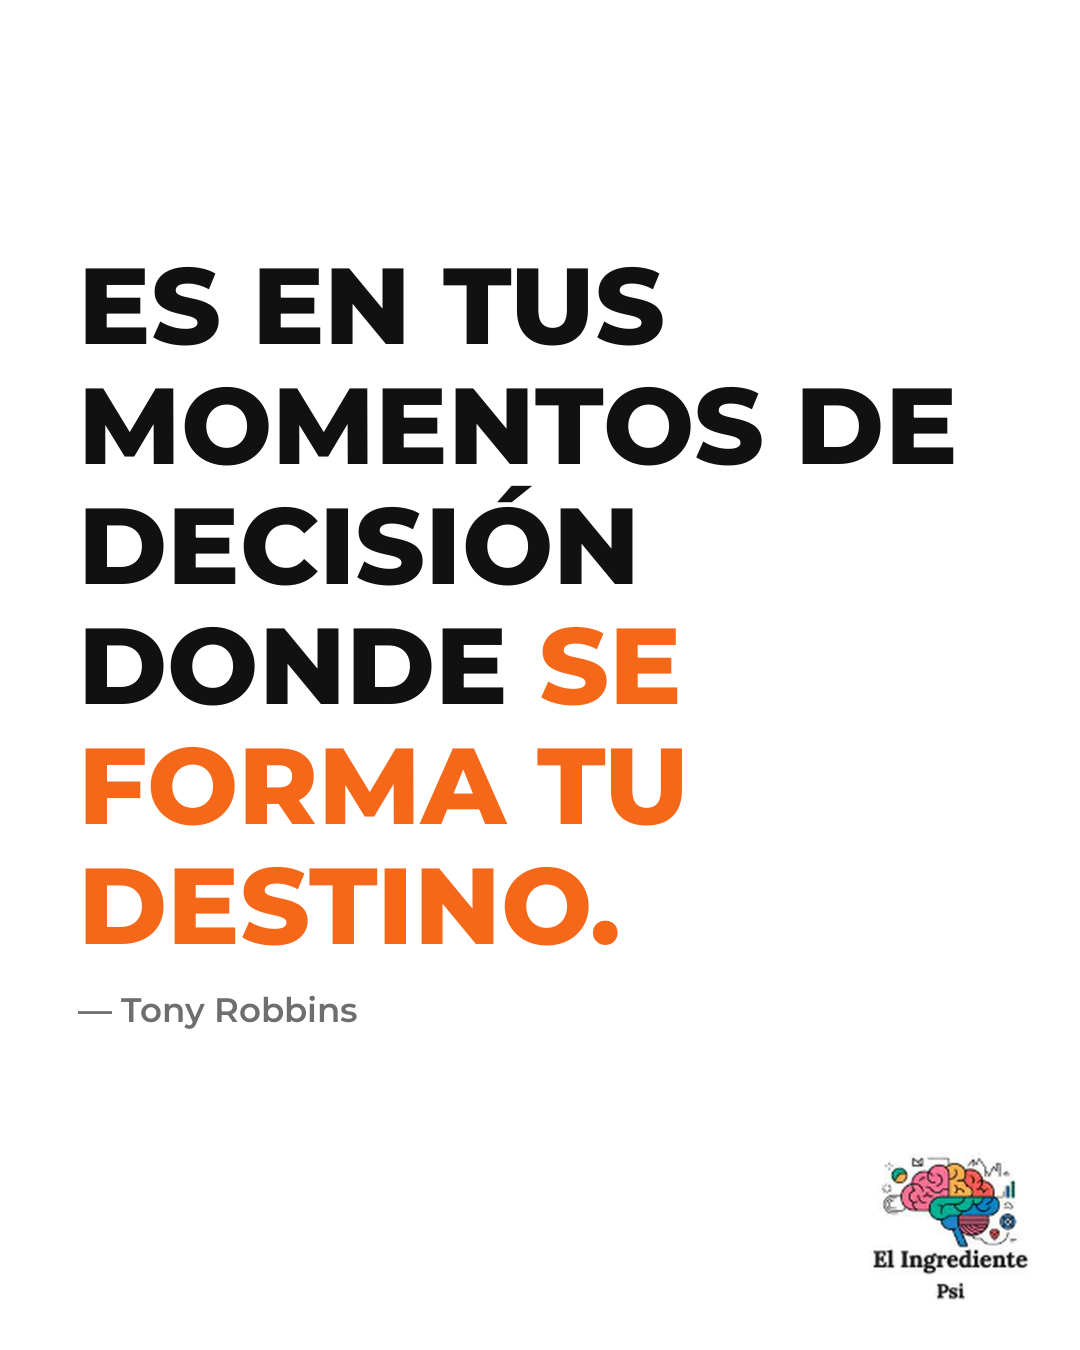 ES EN TUS
MOMENTOS DE
DECISIÓN
DONDE SE
FORMA TU
DESTINO.
— Tony Robbins
El Ingrediente
Psi